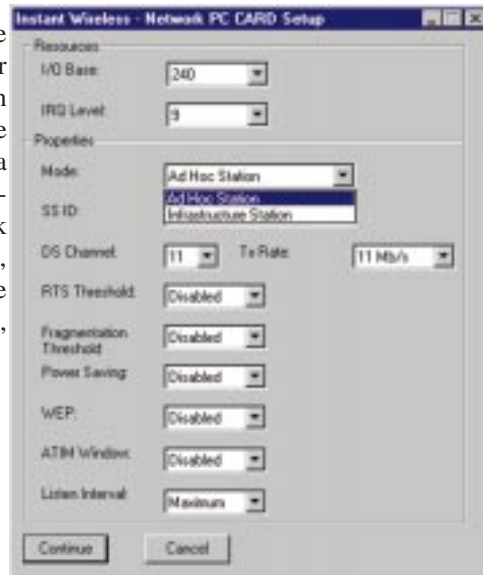 Instant Wireless - Network PC CARD Setup
Resources
I/O Base: 240
IRQ Level: 9
Properties
Mode: Ad Hoc Station
Ad Hoc Station
SS ID: Infrastructure Station
DS Channel: 11 Tx Rate: 11 Mb/s
RTS Threshold: Disabled
Fragmentation Threshold: Disabled
Power Saving: Disabled
WEP: Disabled
ATIM Window: Disabled
Listen Interval: Maximum
Continue Cancel